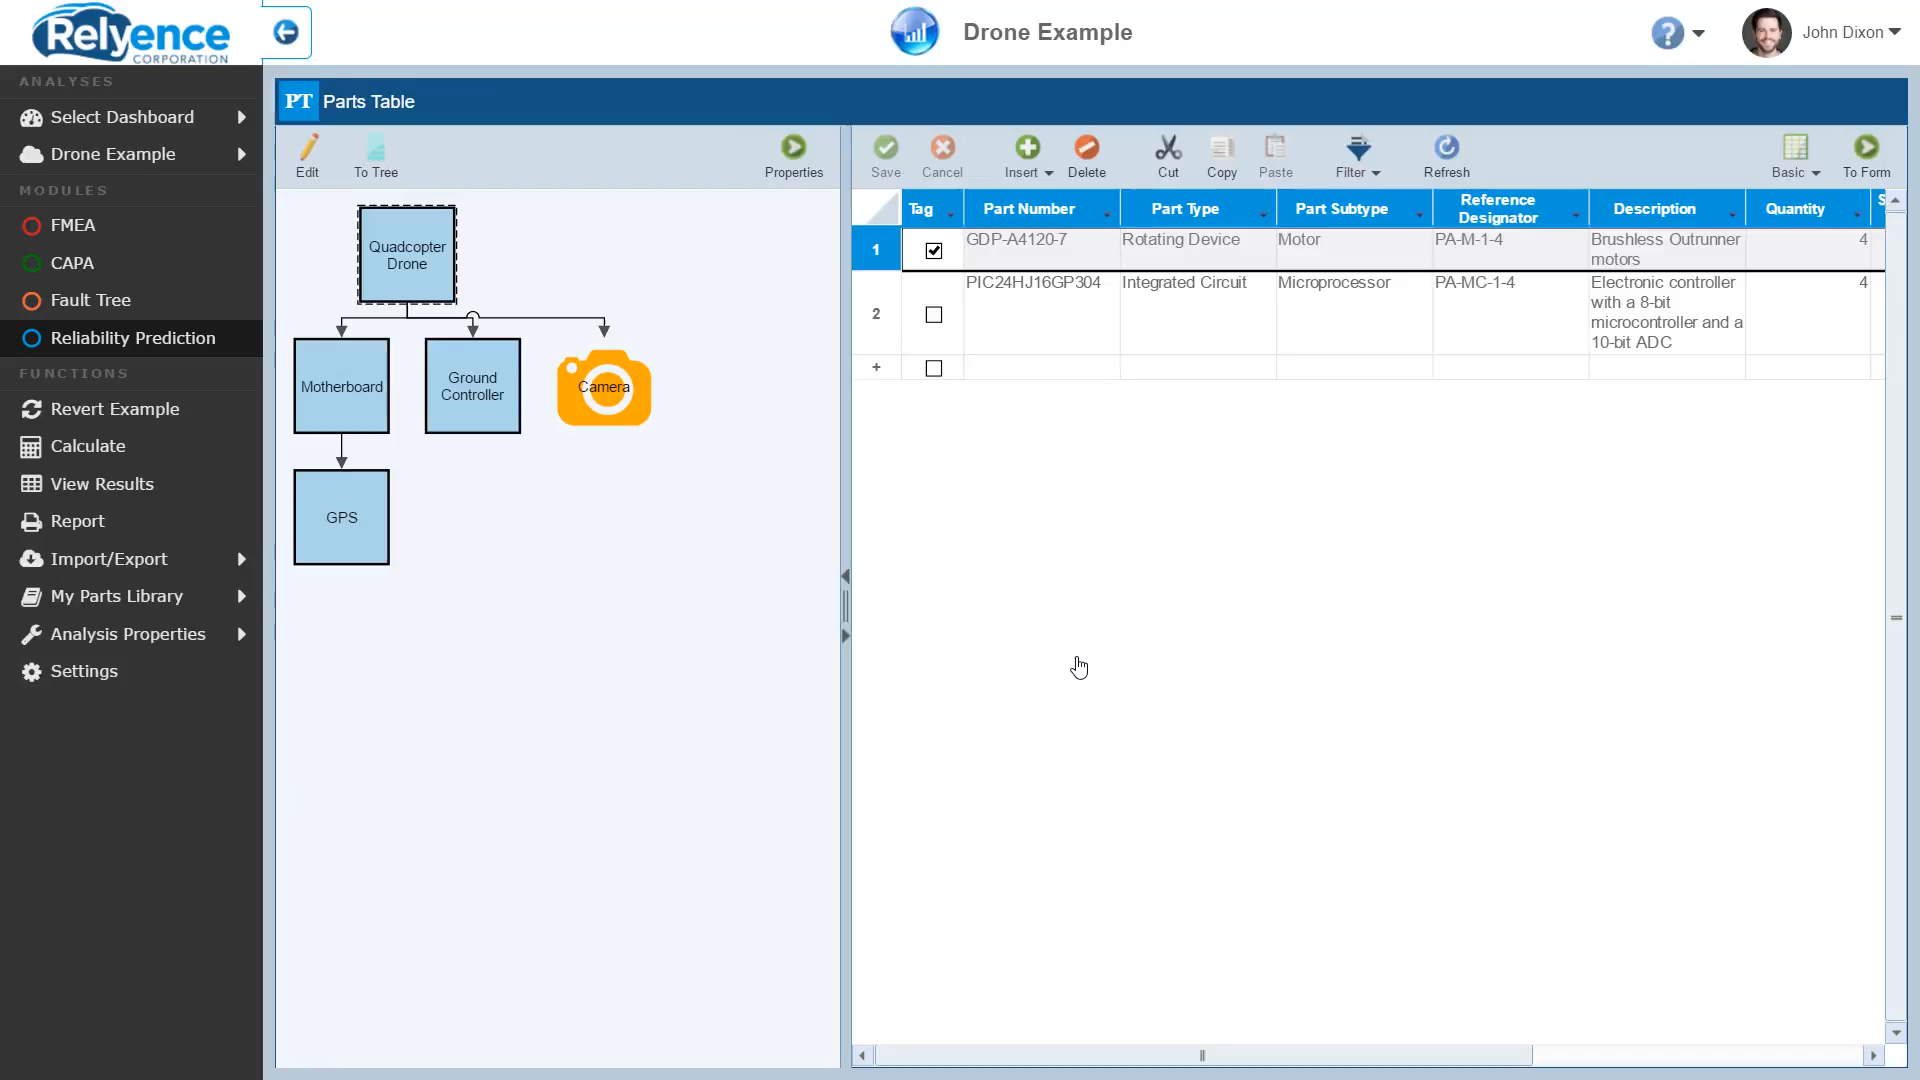 Relyence
CORPORATION
Drone Example
?
John Dixon
ANALYSES
Select Dashboard
Drone Example
MODULES
FMEA
CAPA
Fault Tree
Reliability Prediction
FUNCTIONS
Revert Example
Calculate
View Results
Report
Import/Export
My Parts Library
Analysis Properties
Settings
PT Parts Table
Edit
To Tree
Properties
Quadcopter
Drone
Motherboard
Ground
Controller
Camera
GPS
Save
Cancel
Insert
Delete
Cut
Copy
Paste
Filter
Refresh
Basic
To Form
Tag
Part Number
Part Type
Part Subtype
Reference
Designator
Description
Quantity
S
1
GDP-A4120-7
Rotating Device
Motor
PA-M-1-4
Brushless Outrunner
motors
4
2
PIC24HJ16GP304
Integrated Circuit
Microprocessor
PA-MC-1-4
Electronic controller
with a 8-bit
microcontroller and a
10-bit ADC
4
+